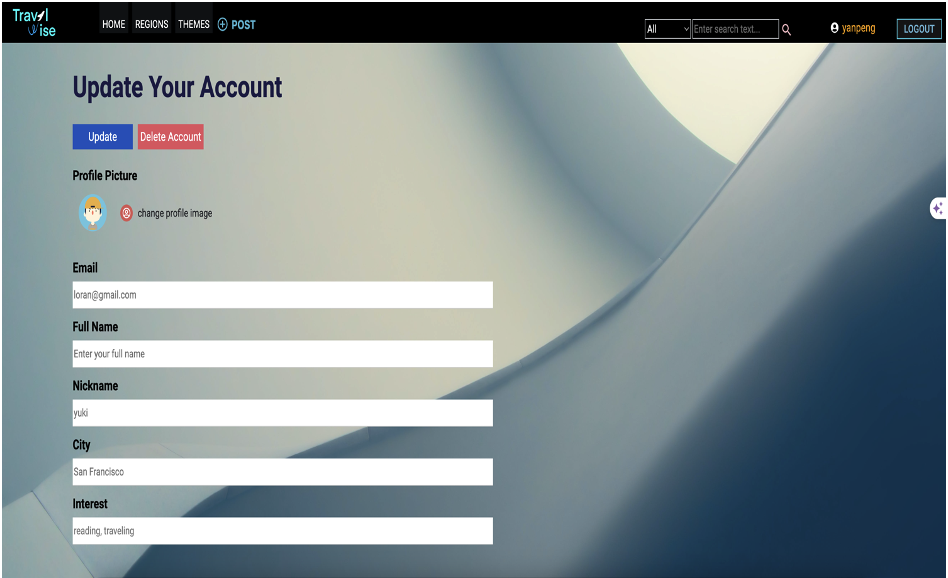 Travel
Wise
HOME REGIONS THEMES POST
All Enter search text... yanpeng LOGOUT
Update Your Account
Update Delete Account
Profile Picture
change profile image
Email
loran@gmail.com
Full Name
Enter your full name
Nickname
yuki
City
San Francisco
Interest
reading, traveling